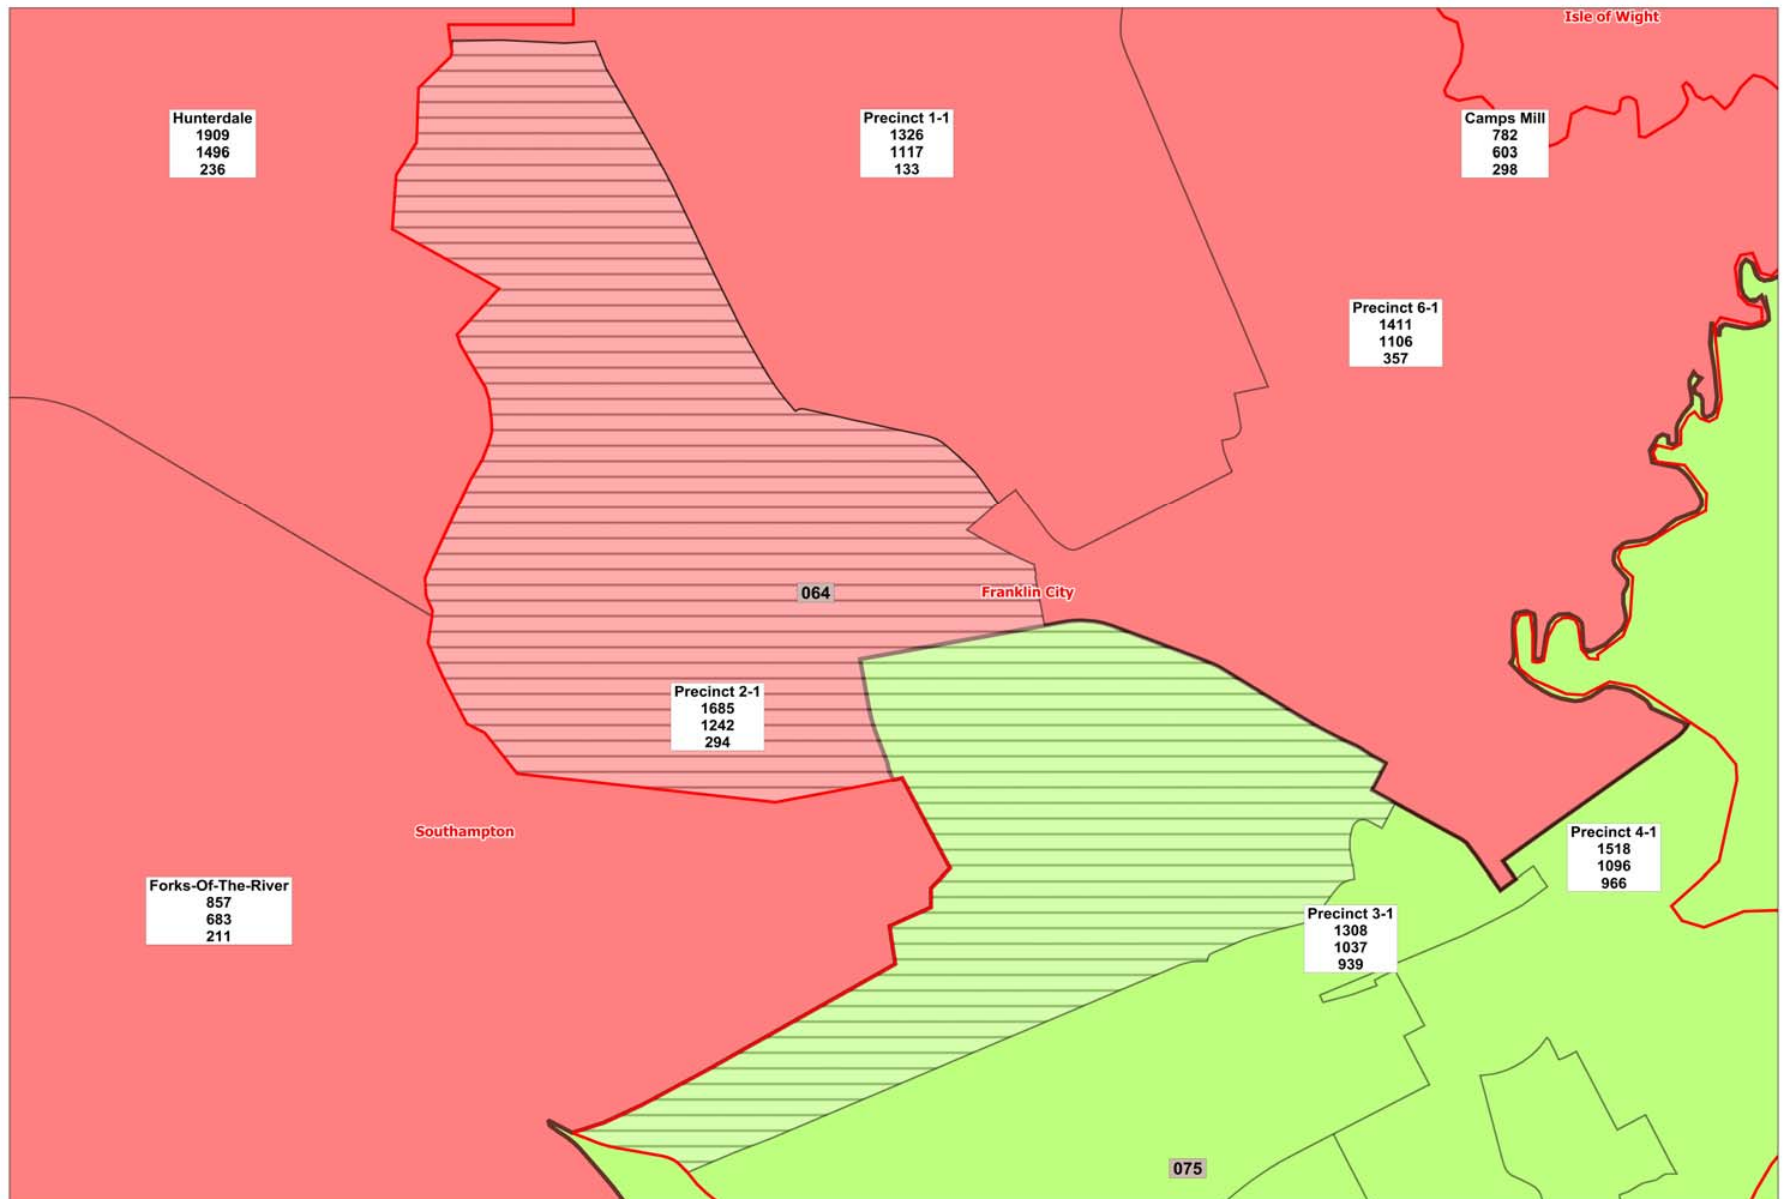 Isle of Wight
Hunterdale
1909
1496
236
Precinct 1-1
1326
1117
133
Camps Mill
782
603
298
Precinct 6-1
1411
1106
357
064
Franklin City
Precinct 2-1
1685
1242
294
Southampton
Forks-Of-The-River
857
683
211
Precinct 4-1
1518
1096
966
Precinct 3-1
1308
1037
939
075